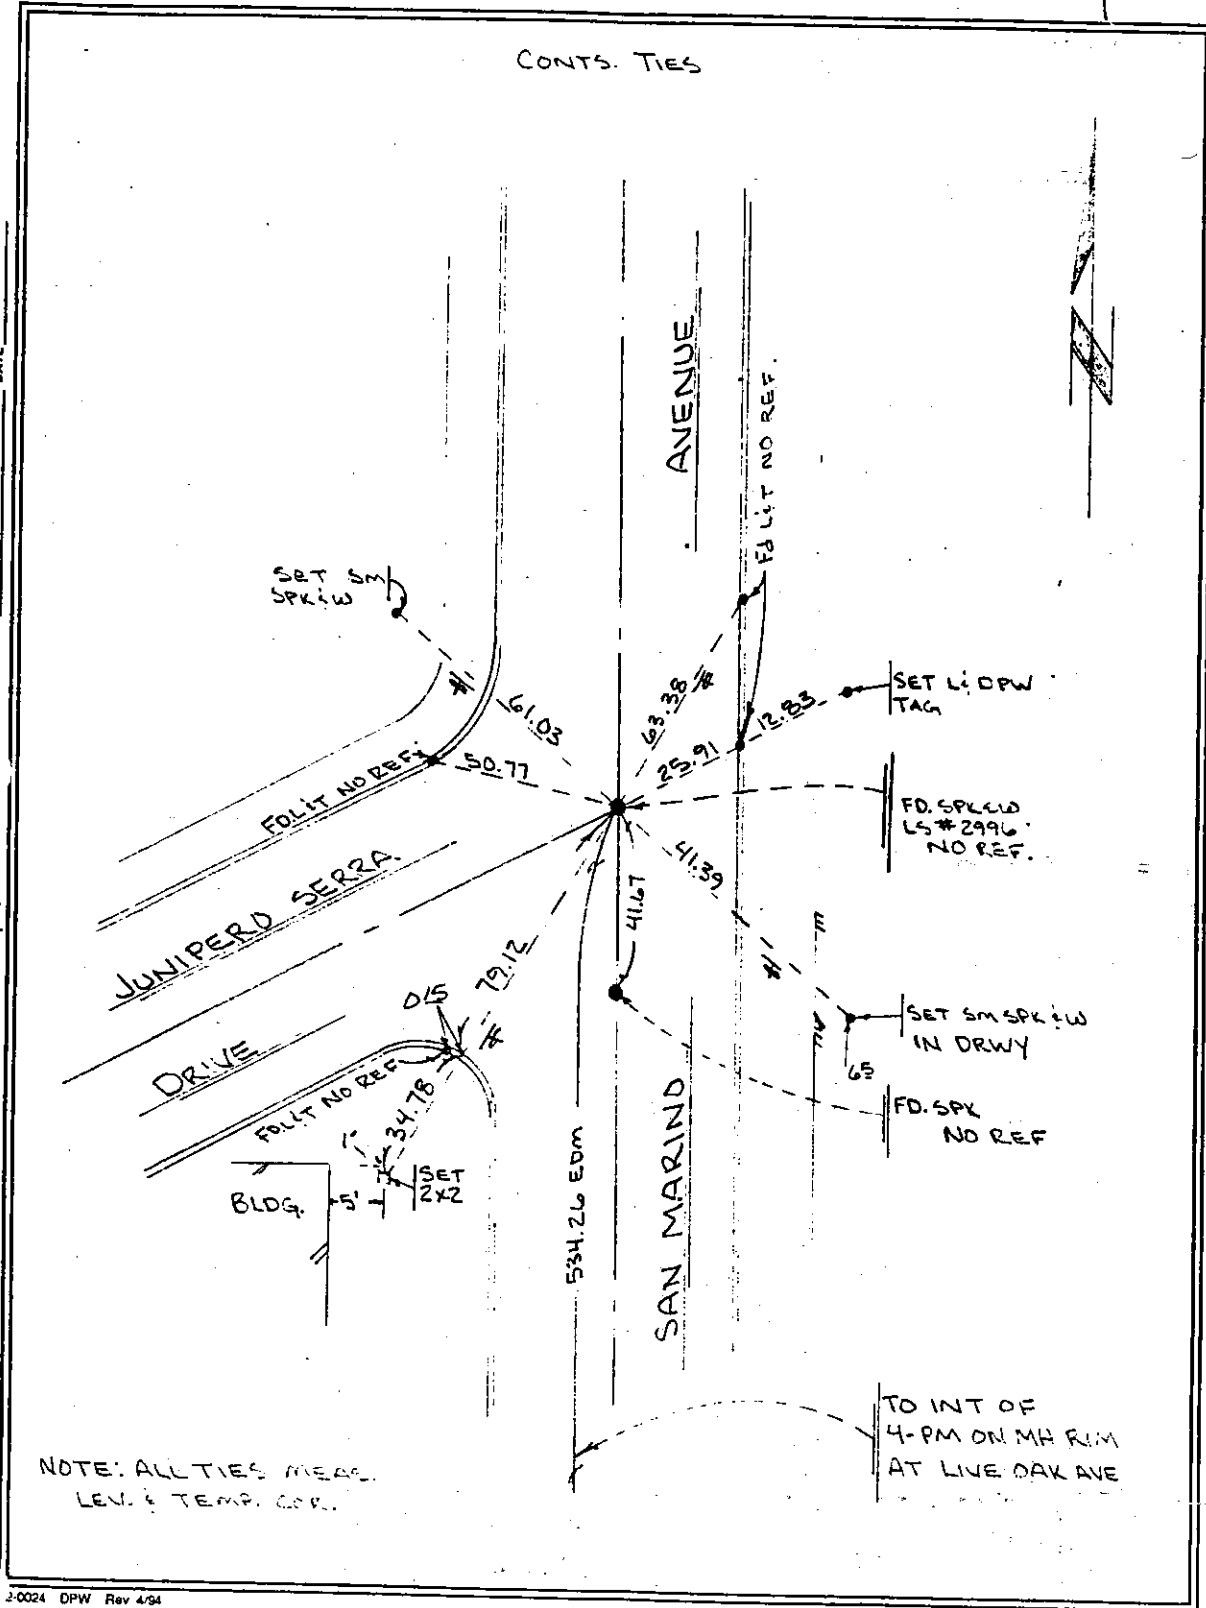 CONTS. TIES
AVENUE
Fd L&T NO REF.
SET SM
SPK & W
61.03
63.38
12.83
SET L & DPW
TAG
50.77
25.91
FD L&T NO REF.
FD. SPK & W
LS # 2996
NO REF.
41.39
JUNIPERO SERRA
DRIVE
41.67
79.12
O/S
SET SM SPK & W
IN DRWY
FD L&T NO REF
34.78
FD. SPK
NO REF
SET
2x2
BLDG.
5'
1'
534.26 EDM
SAN MARINO
TO INT OF
4-PM ON MH RIM
AT LIVE OAK AVE
NOTE: ALL TIES MEAS.
LEV. & TEMP. COR.
2-0024 DPW Rev 4/94